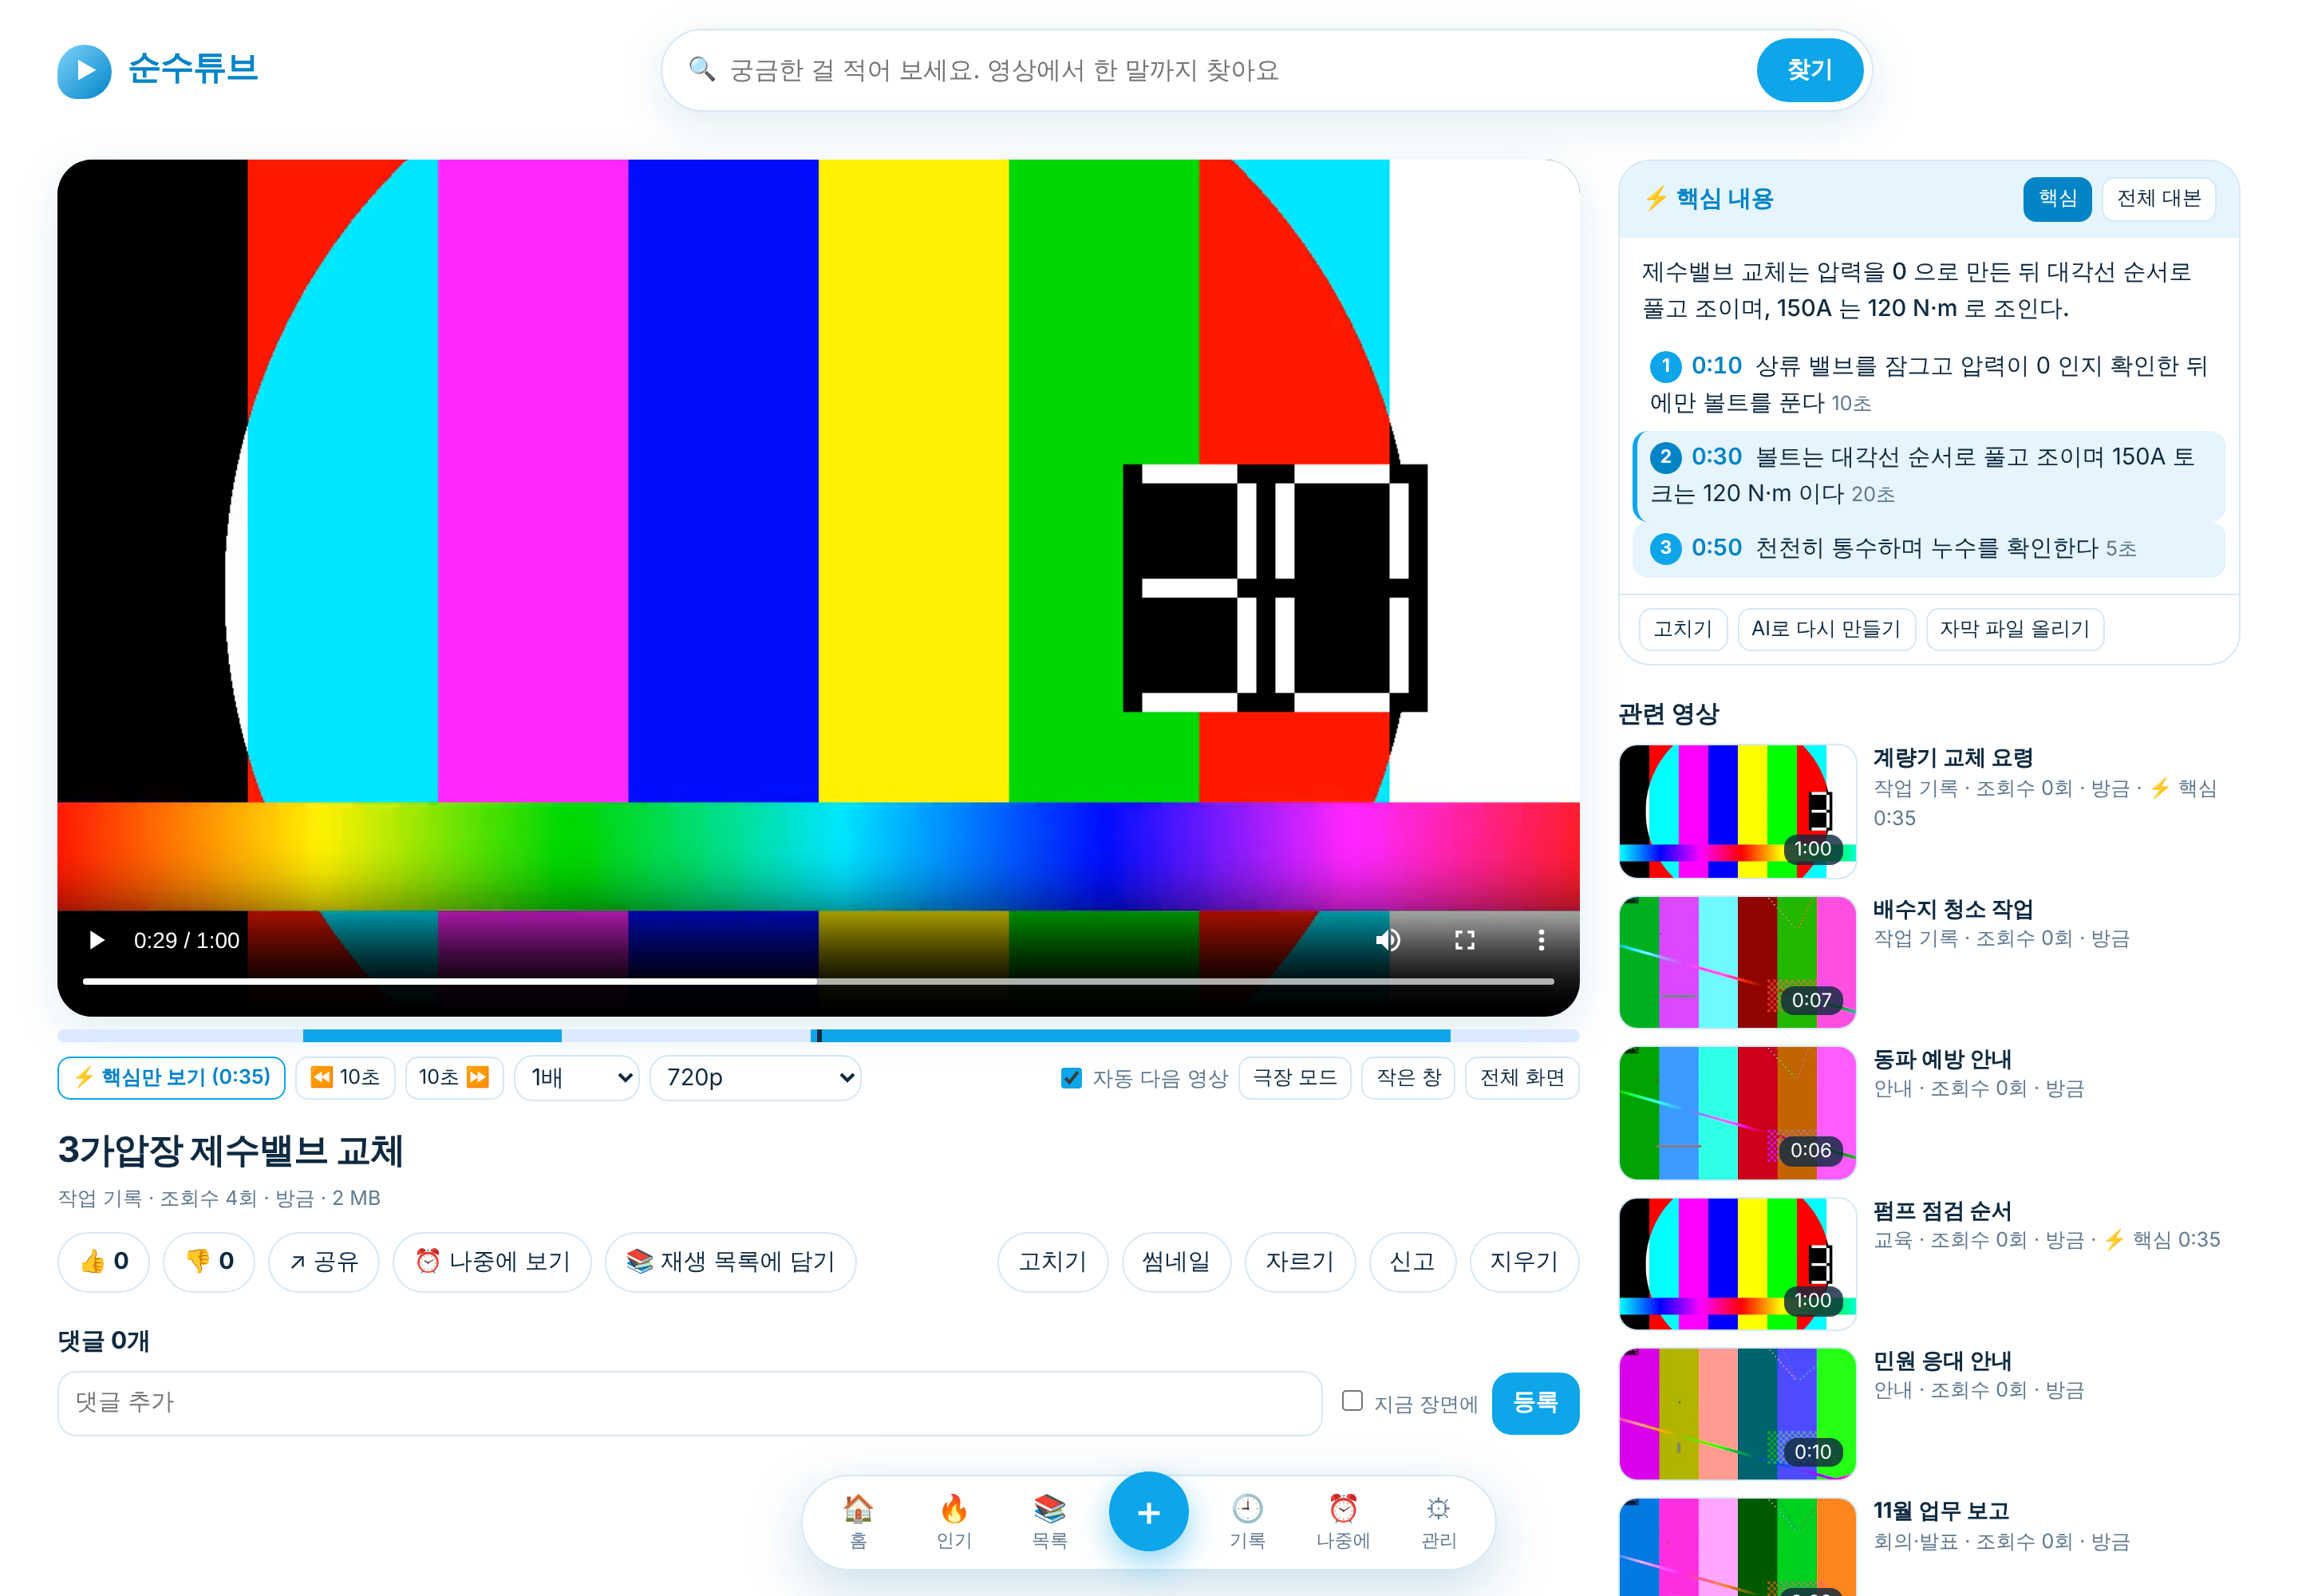 순수튜브
🔍 궁금한 걸 적어 보세요. 영상에서 한 말까지 찾아요
찾기
30
0:29 / 1:00
⚡ 핵심만 보기 (0:35)
⏪ 10초
10초 ⏩
1배
720p
자동 다음 영상
극장 모드
작은 창
전체 화면
3가압장 제수밸브 교체
작업 기록 · 조회수 4회 · 방금 · 2 MB
👍 0
👎 0
↗ 공유
⏰ 나중에 보기
📚 재생 목록에 담기
고치기
썸네일
자르기
신고
지우기
댓글 0개
댓글 추가
지금 장면에
등록
⚡ 핵심 내용
핵심
전체 대본
제수밸브 교체는 압력을 0 으로 만든 뒤 대각선 순서로
풀고 조이며, 150A 는 120 N·m 로 조인다.
1 0:10 상류 밸브를 잠그고 압력이 0 인지 확인한 뒤
에만 볼트를 푼다 10초
2 0:30 볼트는 대각선 순서로 풀고 조이며 150A 토
크는 120 N·m 이다 20초
3 0:50 천천히 통수하며 누수를 확인한다 5초
고치기
AI로 다시 만들기
자막 파일 올리기
관련 영상
1:00
계량기 교체 요령
작업 기록 · 조회수 0회 · 방금 · ⚡ 핵심
0:35
0:07
배수지 청소 작업
작업 기록 · 조회수 0회 · 방금
0:06
동파 예방 안내
안내 · 조회수 0회 · 방금
1:00
펌프 점검 순서
교육 · 조회수 0회 · 방금 · ⚡ 핵심 0:35
0:10
민원 응대 안내
안내 · 조회수 0회 · 방금
11월 업무 보고
회의·발표 · 조회수 0회 · 방금
홈
인기
목록
+
기록
나중에
관리